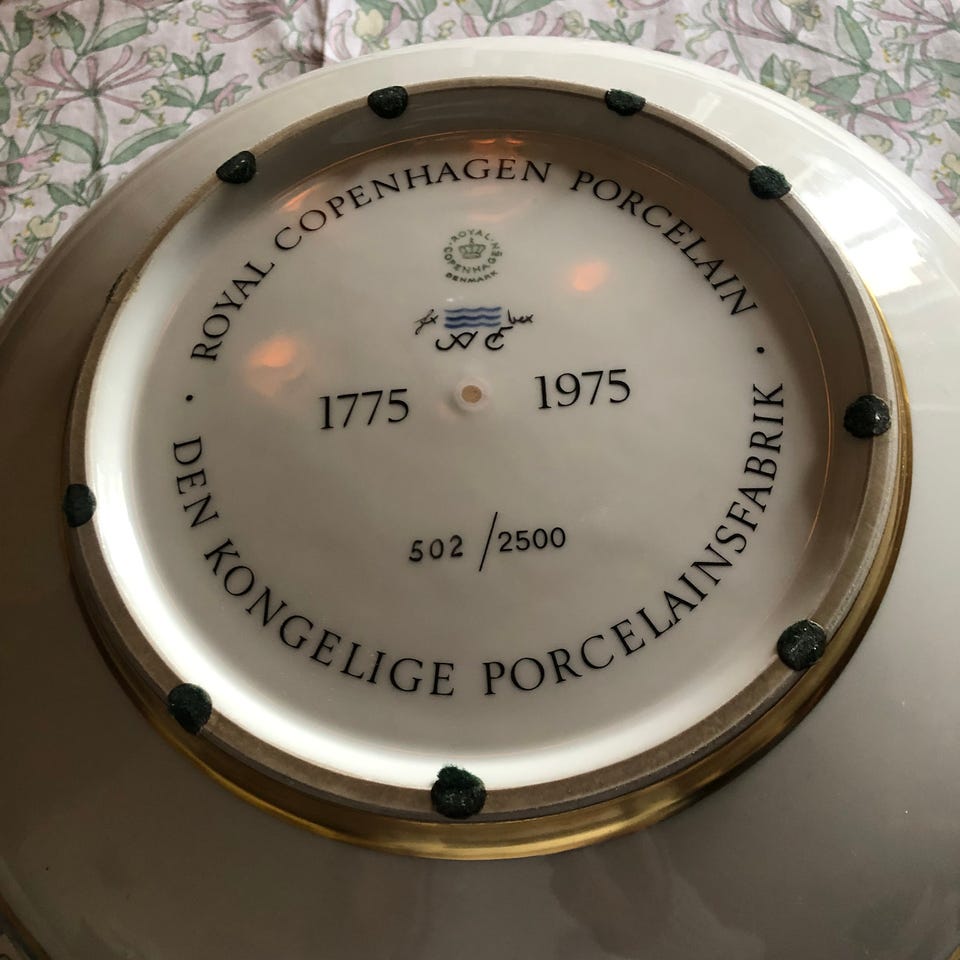 ROYAL COPENHAGEN PORCELAIN
ROYAL
COPENHAGEN
DENMARK
1775 1975
502/2500
DEN KONGELIGE PORCELAINSFABRIK